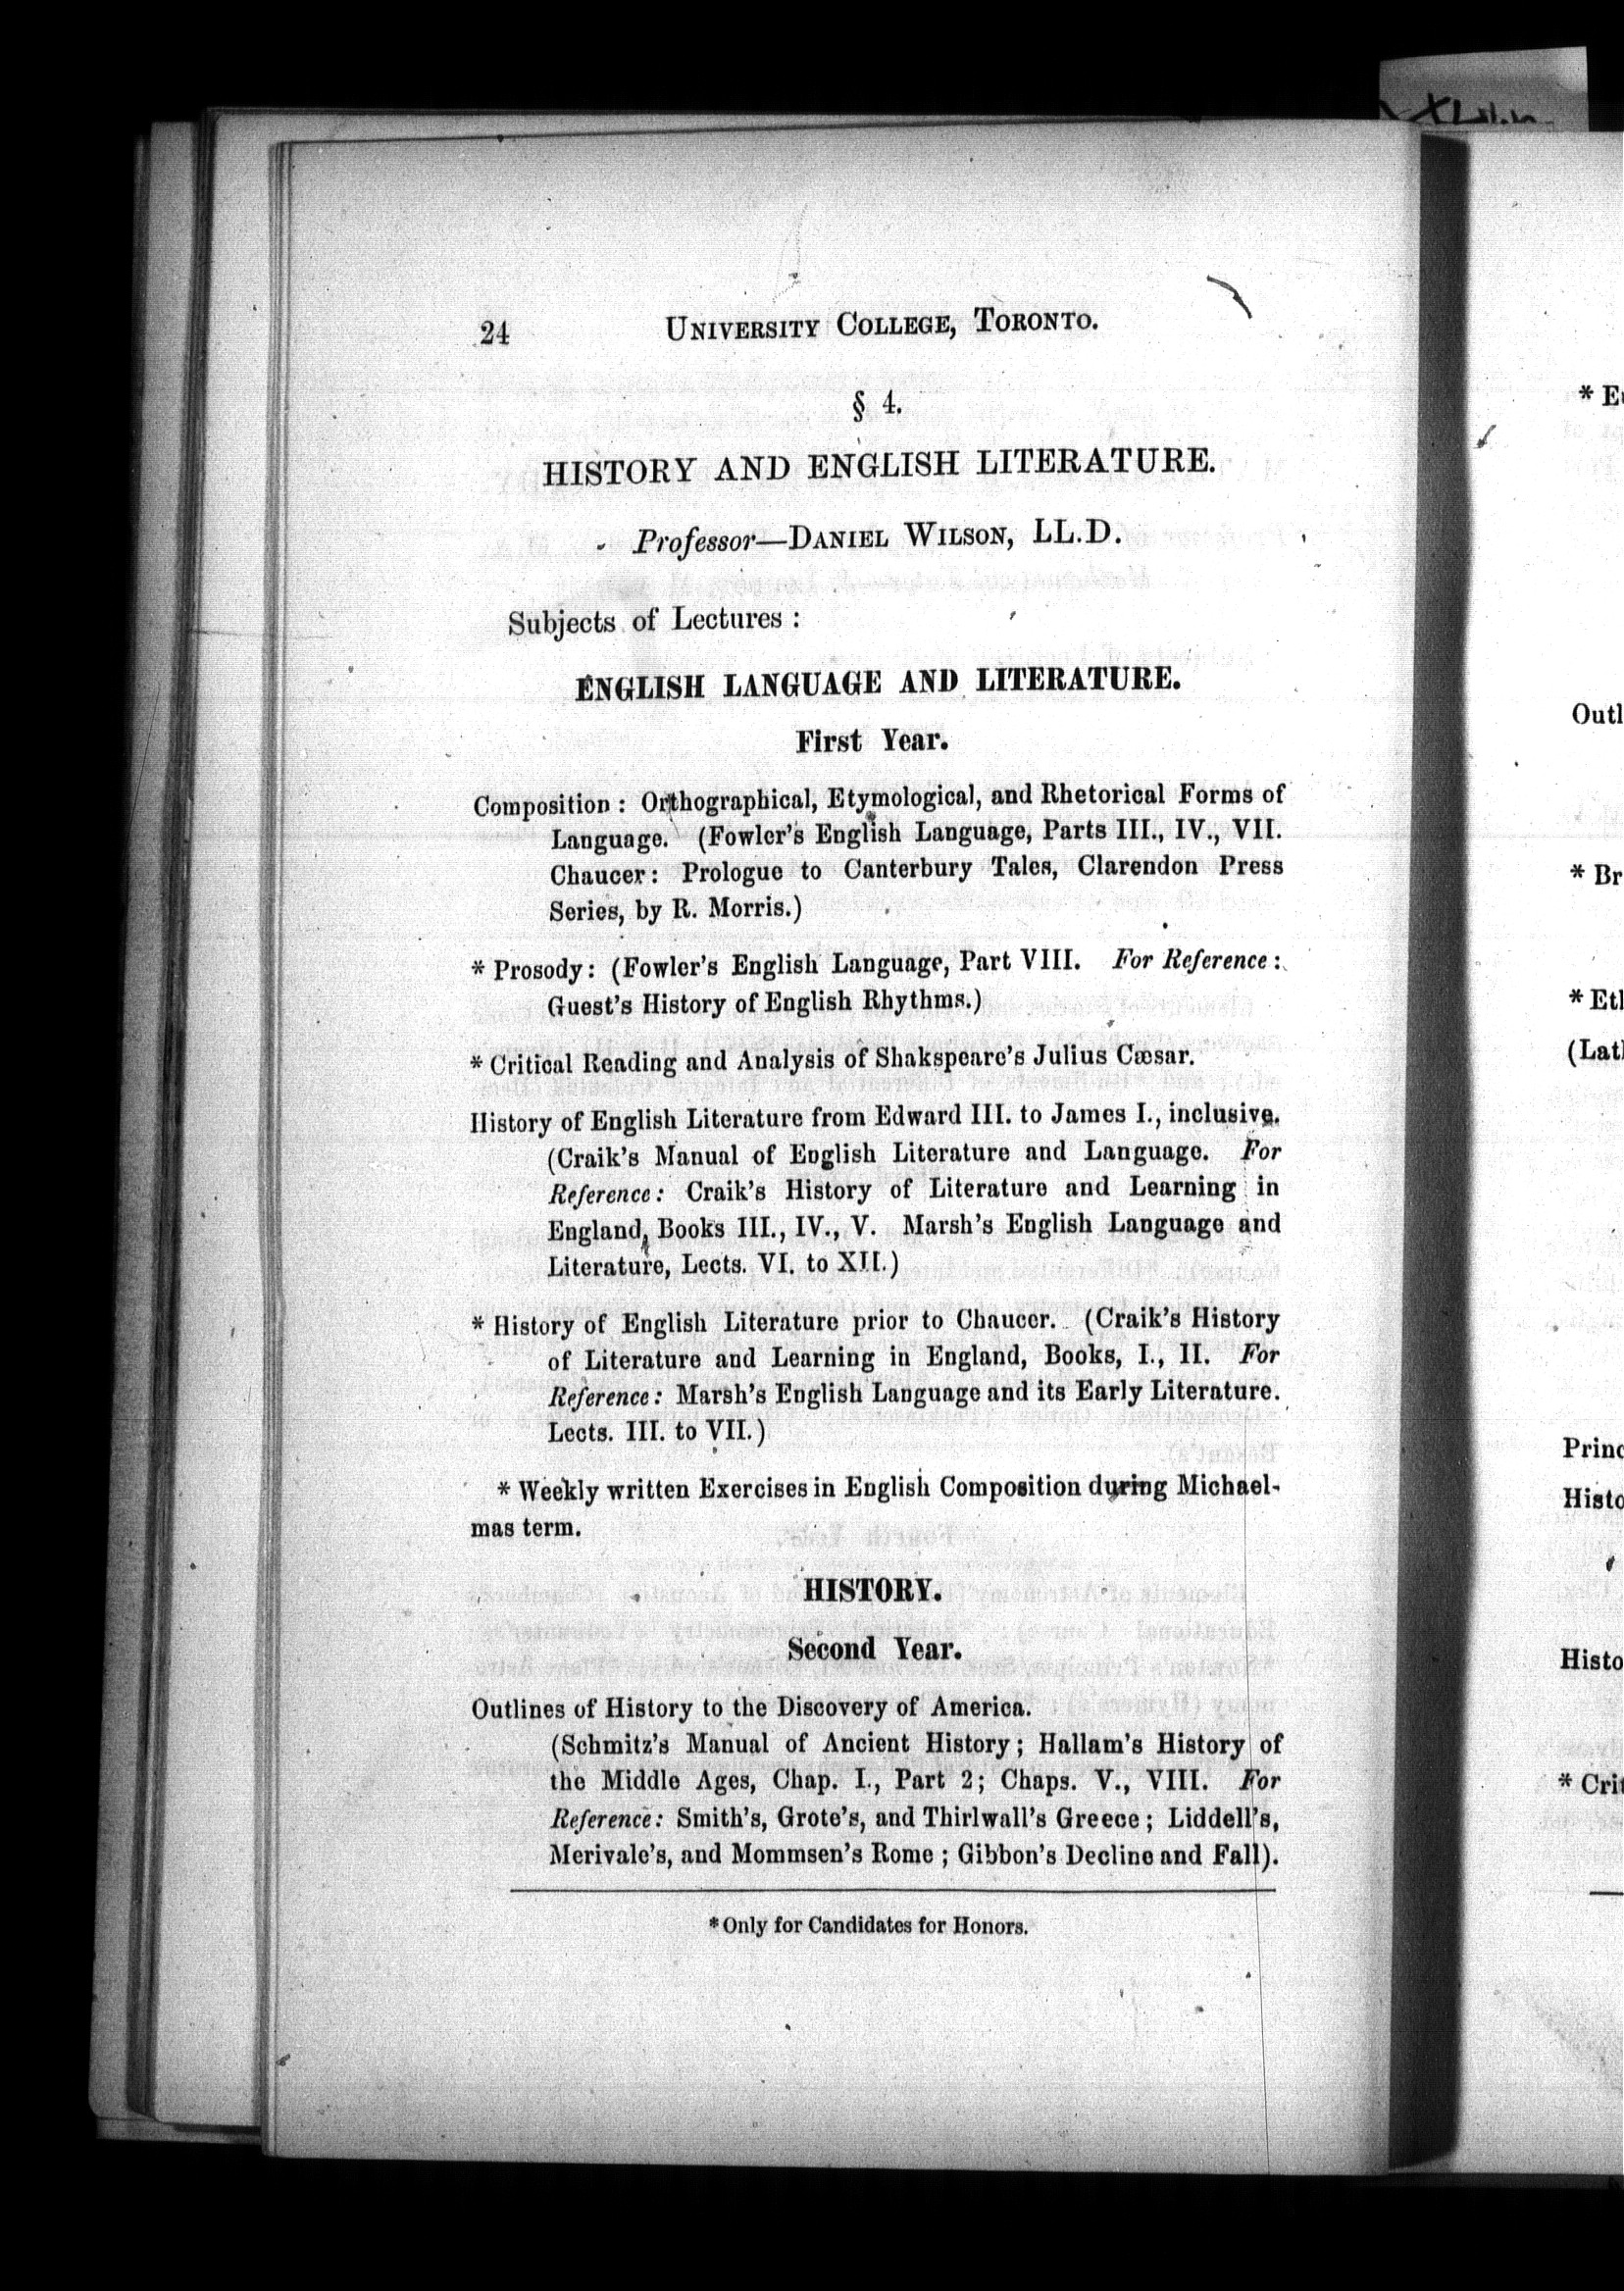 24 UNIVERSITY COLLEGE, TORONTO.
§ 4.
HISTORY AND ENGLISH LITERATURE.
Professor—DANIEL WILSON, LL.D.
Subjects of Lectures :
ENGLISH LANGUAGE AND LITERATURE.
First Year.
Composition : Orthographical, Etymological, and Rhetorical Forms of
Language. (Fowler's English Language, Parts III., IV., VII.
Chaucer: Prologue to Canterbury Tales, Clarendon Press
Series, by R. Morris.)
* Prosody: (Fowler's English Language, Part VIII. For Reference :
Guest's History of English Rhythms.)
* Critical Reading and Analysis of Shakspeare's Julius Cæsar.
History of English Literature from Edward III. to James I., inclusive.
(Craik's Manual of English Literature and Language. For
Reference: Craik's History of Literature and Learning in
England, Books III., IV., V. Marsh's English Language and
Literature, Lects. VI. to XII.)
* History of English Literature prior to Chaucer. (Craik's History
of Literature and Learning in England, Books, I., II. For
Reference: Marsh's English Language and its Early Literature.
Lects. III. to VII.)
* Weekly written Exercises in English Composition during Michael-
mas term.
HISTORY.
Second Year.
Outlines of History to the Discovery of America.
(Schmitz's Manual of Ancient History; Hallam's History of
the Middle Ages, Chap. I., Part 2; Chaps. V., VIII. For
Reference: Smith's, Grote's, and Thirlwall's Greece; Liddell's,
Merivale's, and Mommsen's Rome ; Gibbon's Decline and Fall).
* Only for Candidates for Honors.
Outl
* Br
* Etl
(Latl
Princ
Histo
Histo
* Crit